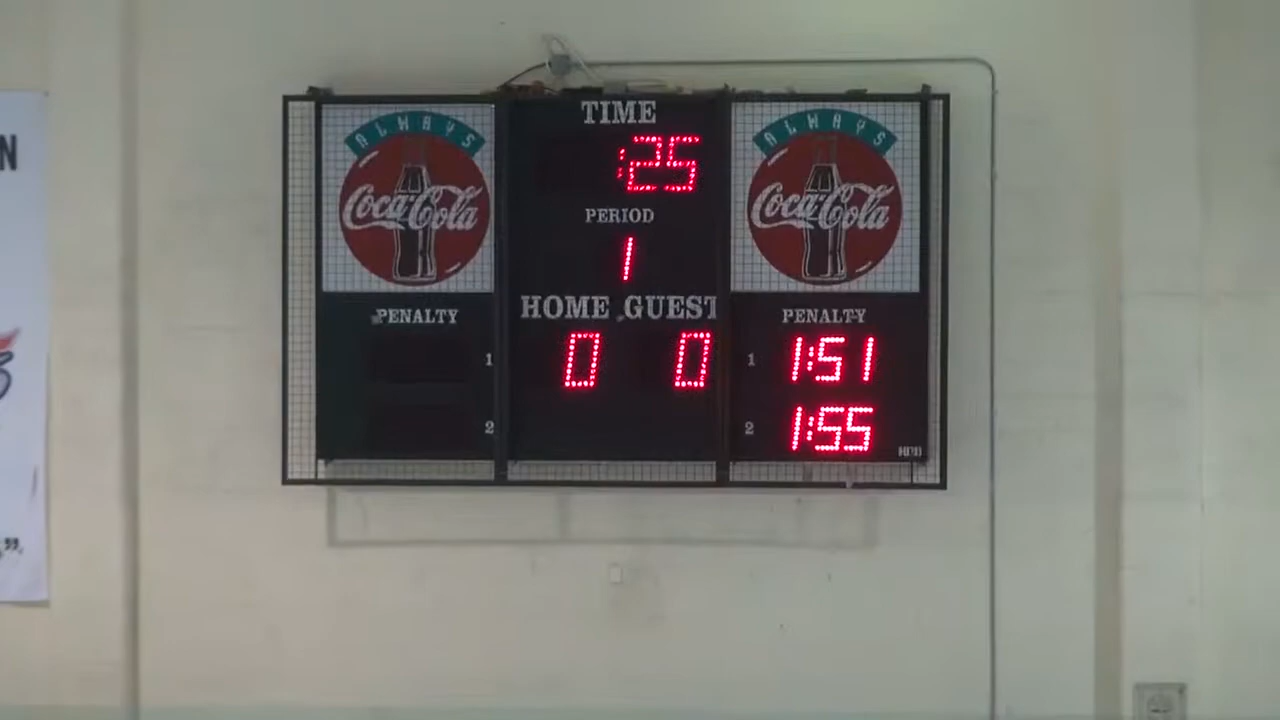 N
ALWAYS
Coca-Cola
TIME
:25
PERIOD
1
HOME GUEST
0 0
ALWAYS
Coca-Cola
PENALTY
1
2
PENALTY
1 1:51
2 1:55